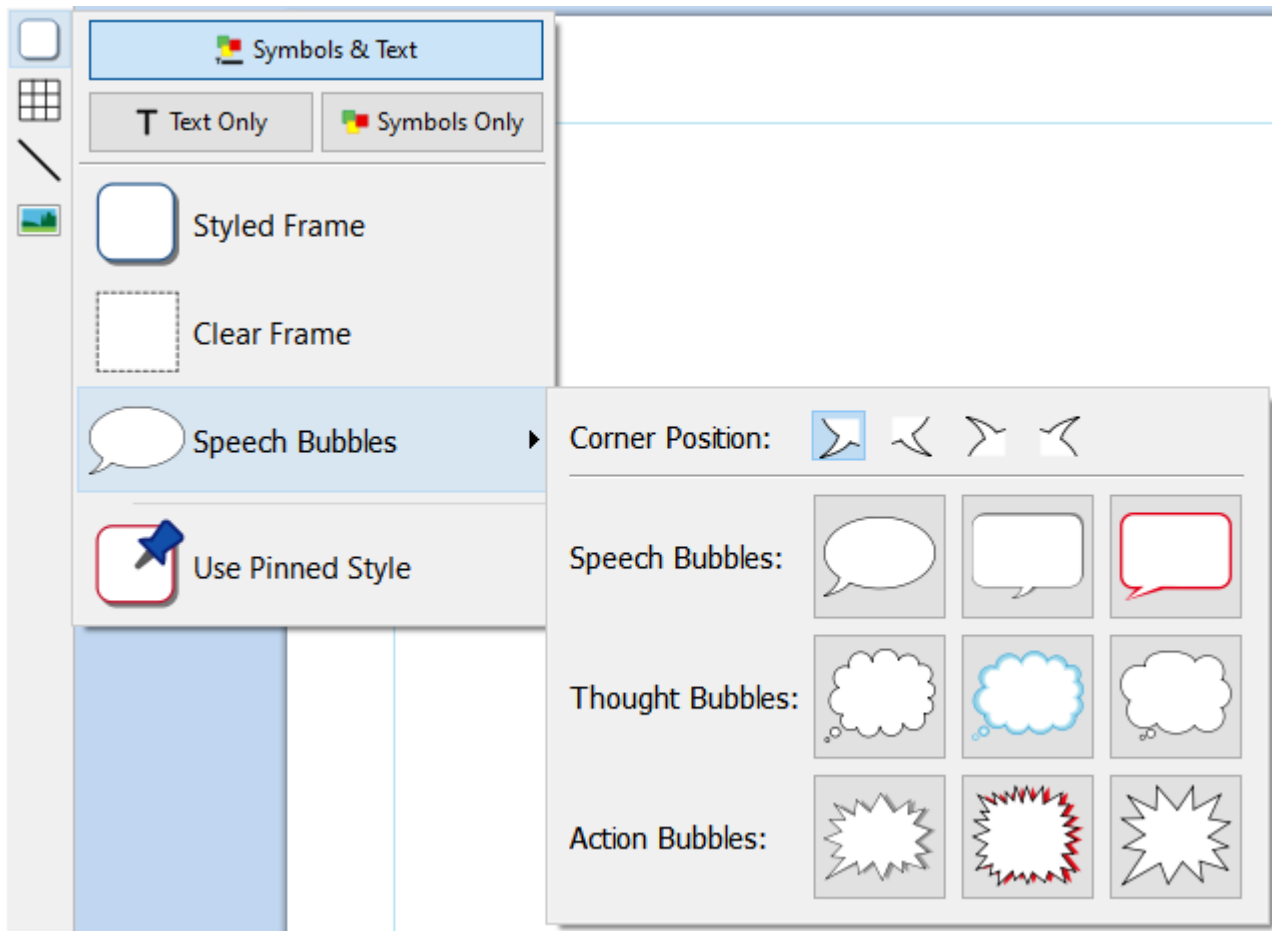 Symbols & Text
T Text Only
Symbols Only
Styled Frame
Clear Frame
Speech Bubbles
Corner Position:
Speech Bubbles:
Use Pinned Style
Thought Bubbles:
Action Bubbles: